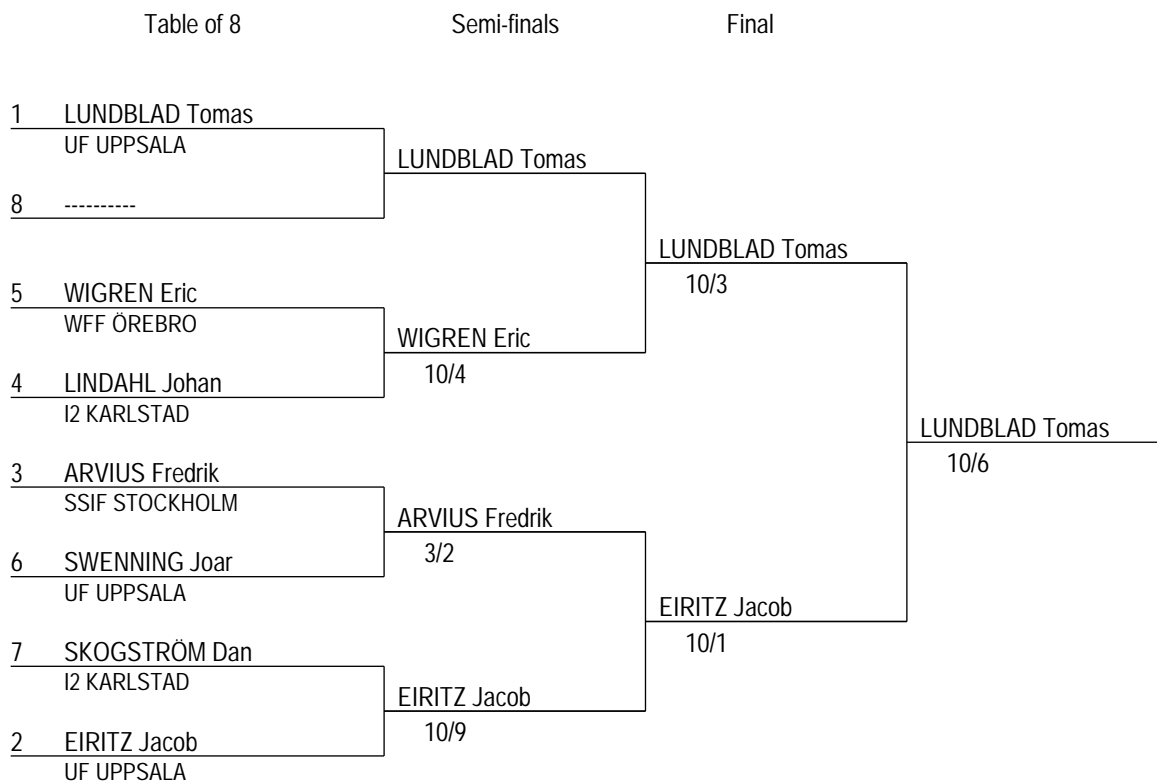 Table of 8 Semi-finals Final
1 LUNDBLAD Tomas
UF UPPSALA
LUNDBLAD Tomas
8 ----------
LUNDBLAD Tomas
10/3
5 WIGREN Eric
WFF ÖREBRO
WIGREN Eric
10/4
4 LINDAHL Johan
I2 KARLSTAD
LUNDBLAD Tomas
10/6
3 ARVIUS Fredrik
SSIF STOCKHOLM
ARVIUS Fredrik
3/2
6 SWENNING Joar
UF UPPSALA
EIRITZ Jacob
10/1
7 SKOGSTRÖM Dan
I2 KARLSTAD
EIRITZ Jacob
10/9
2 EIRITZ Jacob
UF UPPSALA